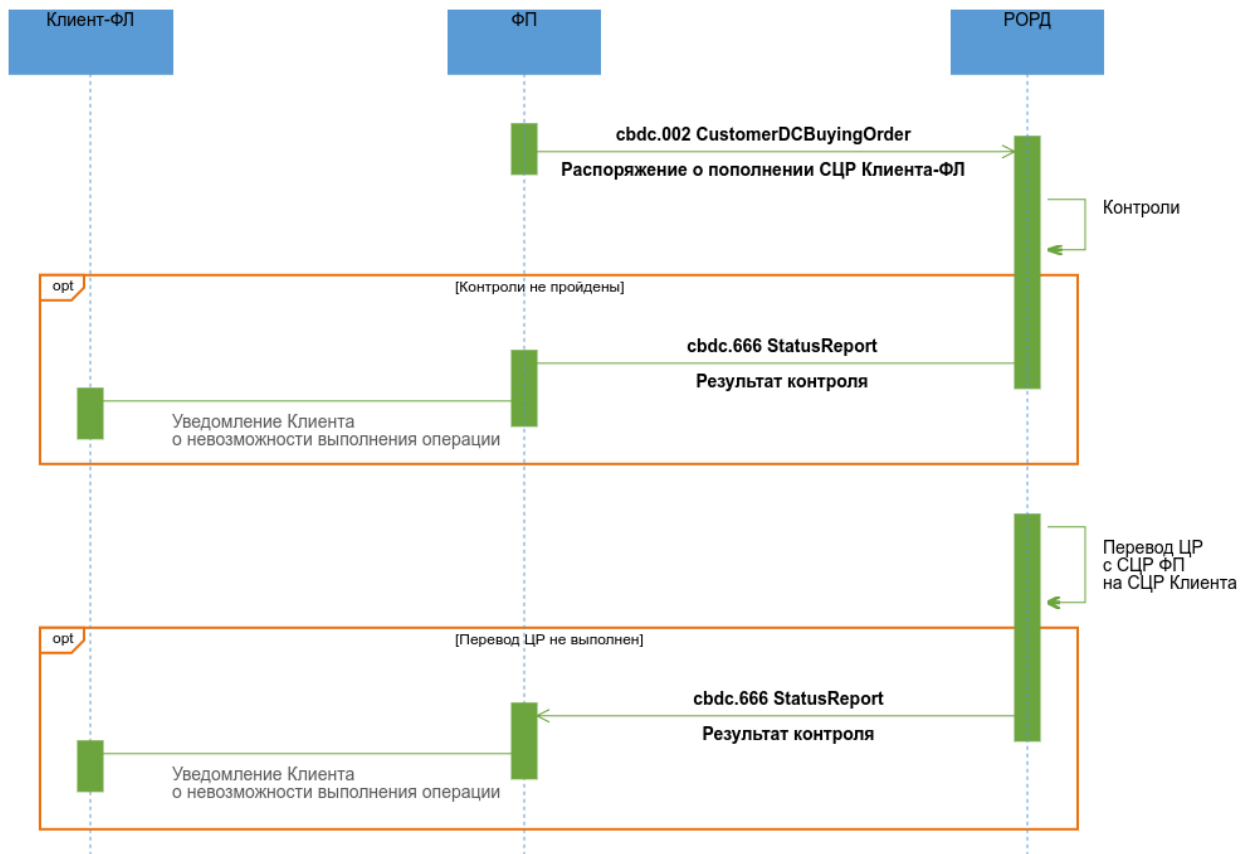 Клиент-ФЛ
ФП
РОРД
cbdc.002 CustomerDCBuyingOrder
Распоряжение о пополнении СЦР Клиента-ФЛ
Контроли
opt
[Контроли не пройдены]
cbdc.666 StatusReport
Результат контроля
Уведомление Клиента
о невозможности выполнения операции
Перевод ЦР
с СЦР ФП
на СЦР Клиента
opt
[Перевод ЦР не выполнен]
cbdc.666 StatusReport
Результат контроля
Уведомление Клиента
о невозможности выполнения операции